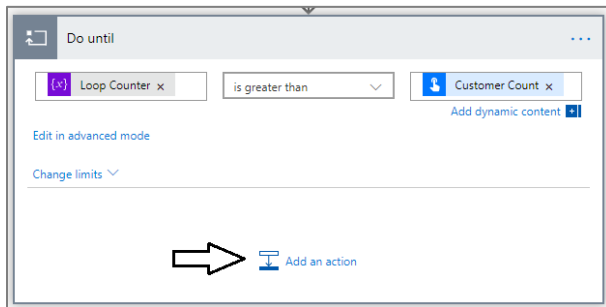 Do until
...
{x} Loop Counter × is greater than Customer Count ×
Add dynamic content
Edit in advanced mode
Change limits
Add an action